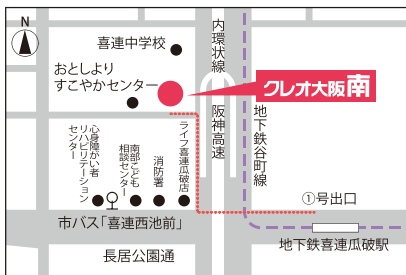 N
喜連中学校
おとしより
すこやかセンター
内環状線
阪神高速
クレオ大阪南
地下鉄谷町線
心身障がい者
リハビリテーション
センター
南部こども
相談センター
消防署
ライフ喜連瓜破店
①号出口
市バス「喜連西池前」
地下鉄喜連瓜破駅
長居公園通